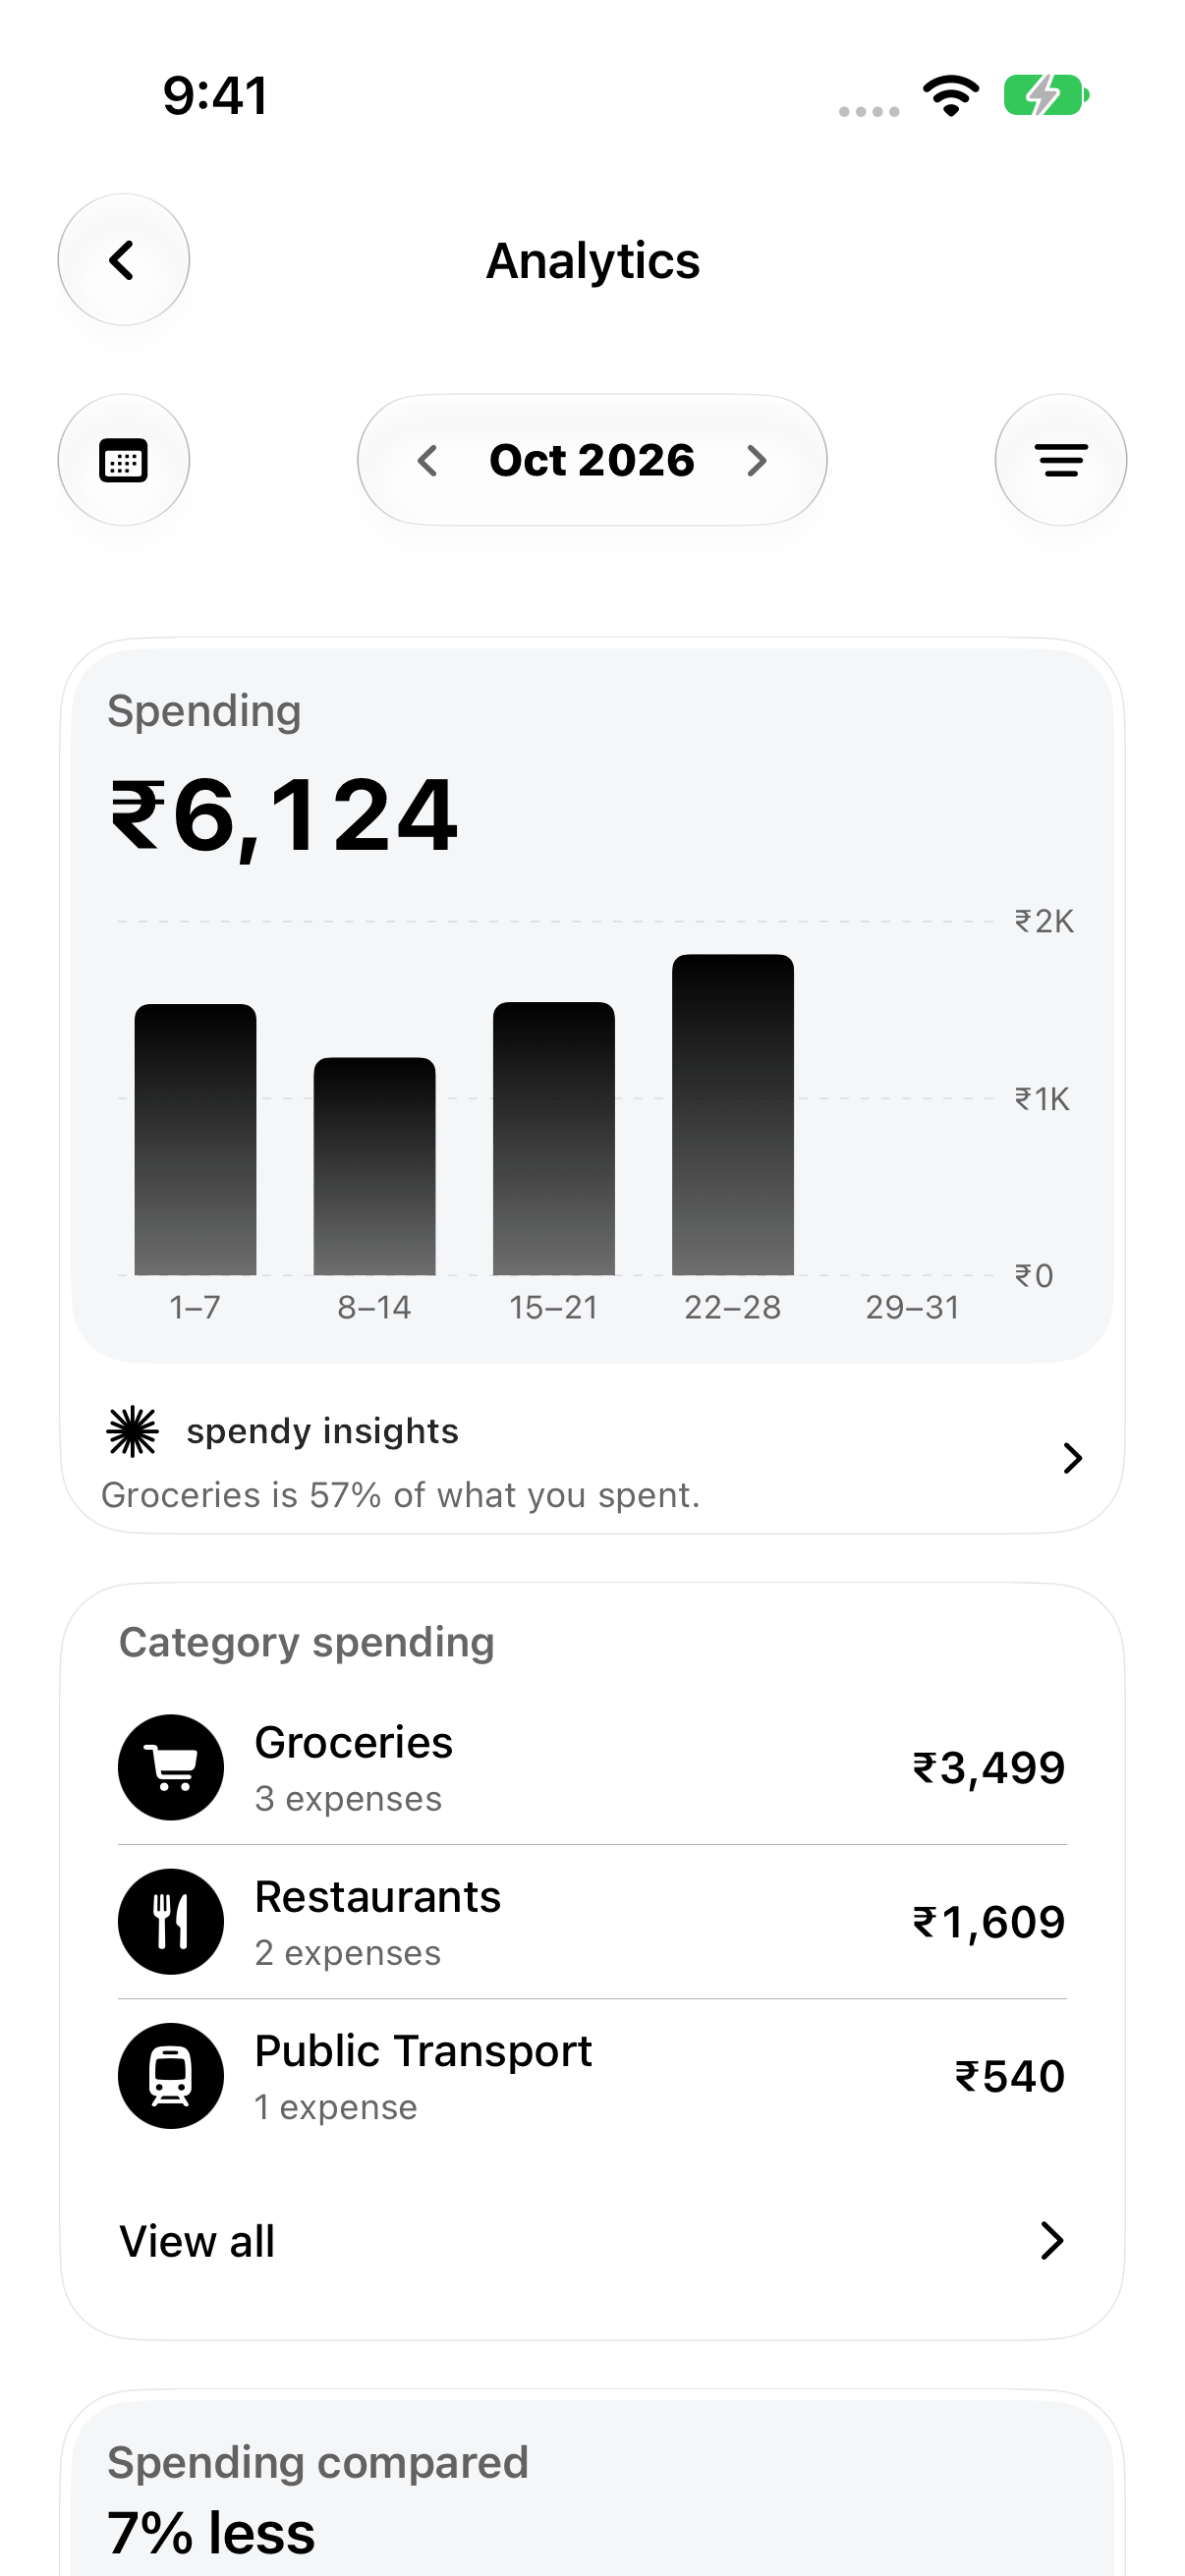 9:41
Analytics
Oct 2026
Spending
₹6,124
₹2K
₹1K
₹0
1–7 8–14 15–21 22–28 29–31
spendy insights
Groceries is 57% of what you spent.
Category spending
Groceries
3 expenses
₹3,499
Restaurants
2 expenses
₹1,609
Public Transport
1 expense
₹540
View all
Spending compared
7% less